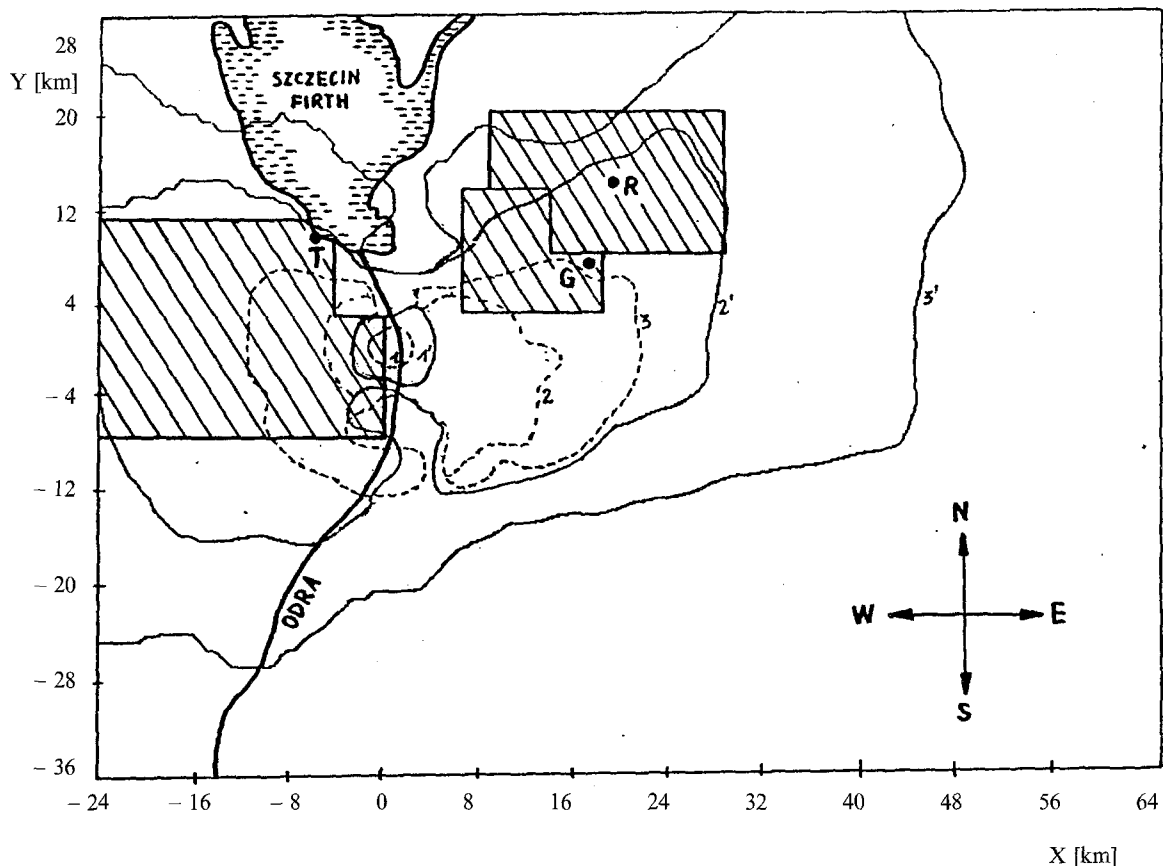 28
Y [km]
SZCZECIN
FIRTH
20
R
12
T
G
4
2'
3'
3
1
1'
– 4
2
– 12
N
– 20
ODRA
W
E
– 28
S
– 36
– 24
– 16
– 8
0
8
16
24
32
40
48
56
64
X [km]